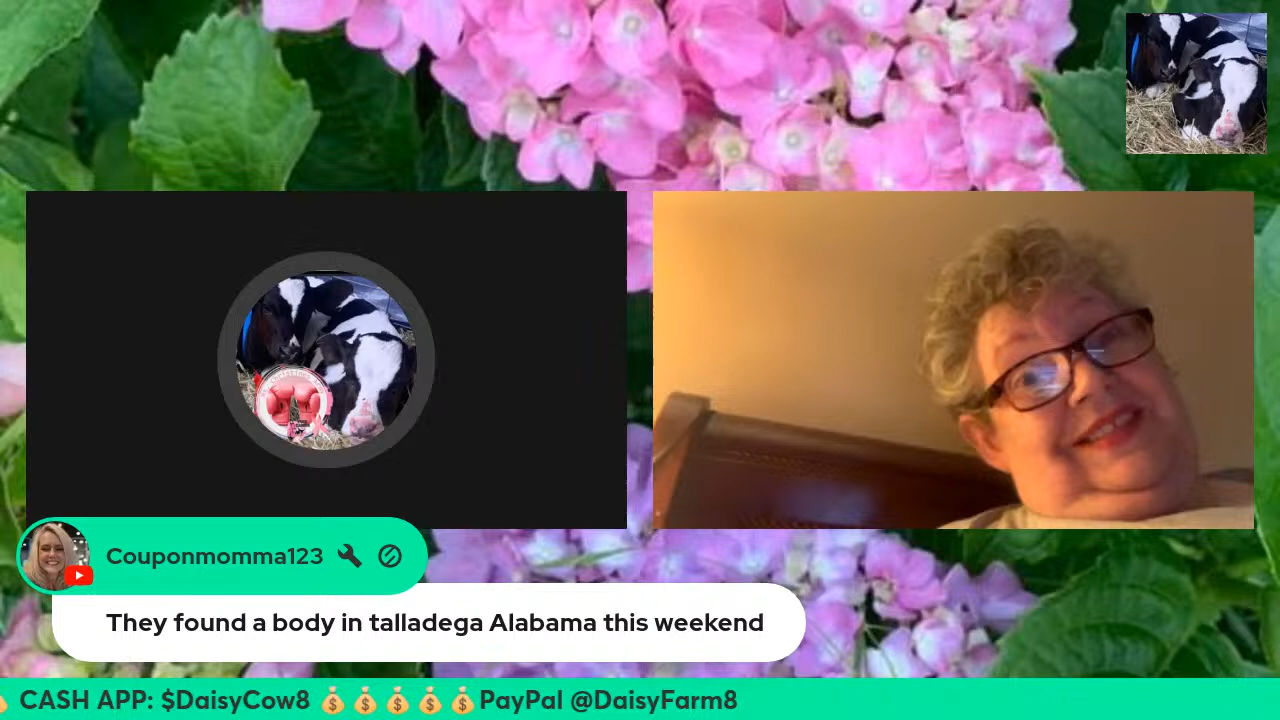 Couponmomma123
They found a body in talladega Alabama this weekend
CASH APP: $DaisyCow8 💰💰💰💰💰PayPal @DaisyFarm8